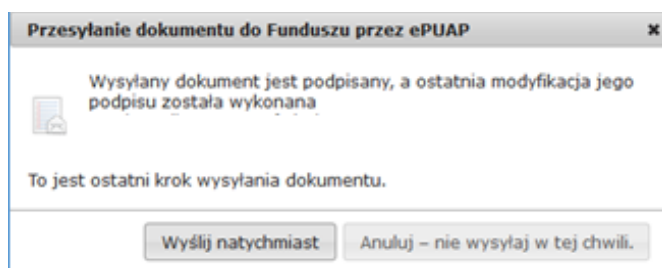 Przesyłanie dokumentu do Funduszu przez ePUAP
Wysyłany dokument jest podpisany, a ostatnia modyfikacja jego
podpisu została wykonana
To jest ostatni krok wysyłania dokumentu.
Wyślij natychmiast
Anuluj – nie wysyłaj w tej chwili.